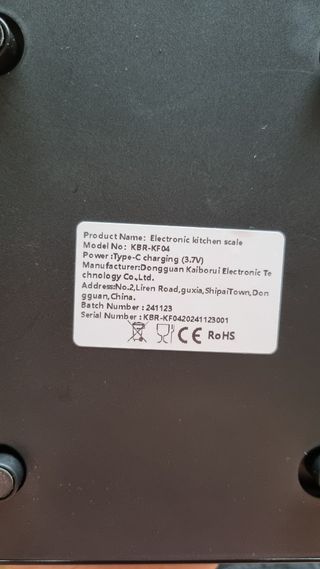 Product Name: Electronic kitchen scale
Model No: KBR-KF04
Power :Type-C charging (3.7V)
Manufacturer:Dongguan Kaiborui Electronic Te
chnology Co.,Ltd.
Address:No.2,Liren Road,guxia,ShipaiTown,Don
gguan,China.
Batch Number : 241123
Serial Number : KBR-KF0420241123001
CE RoHS